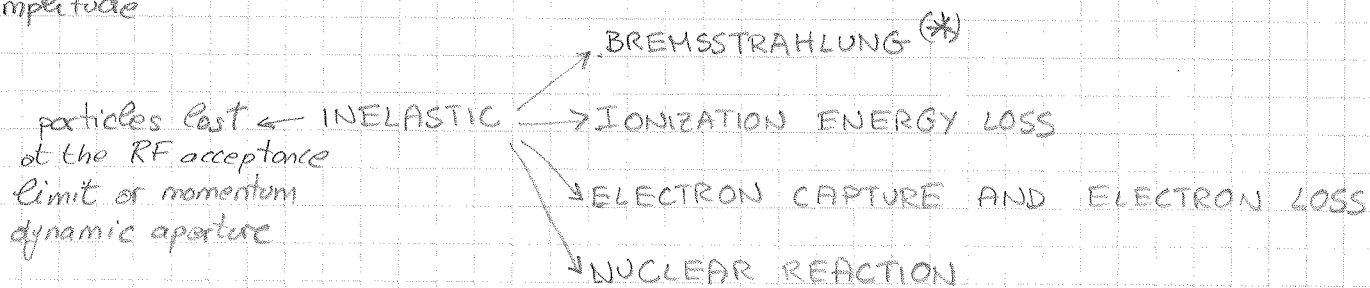 mplitude
BREMSSTRAHLUNG (*)
particles lost ← INELASTIC → IONIZATION ENERGY LOSS
at the RF acceptance
limit or momentum
ELECTRON CAPTURE AND ELECTRON LOSS
dynamic aperture
NUCLEAR REACTION